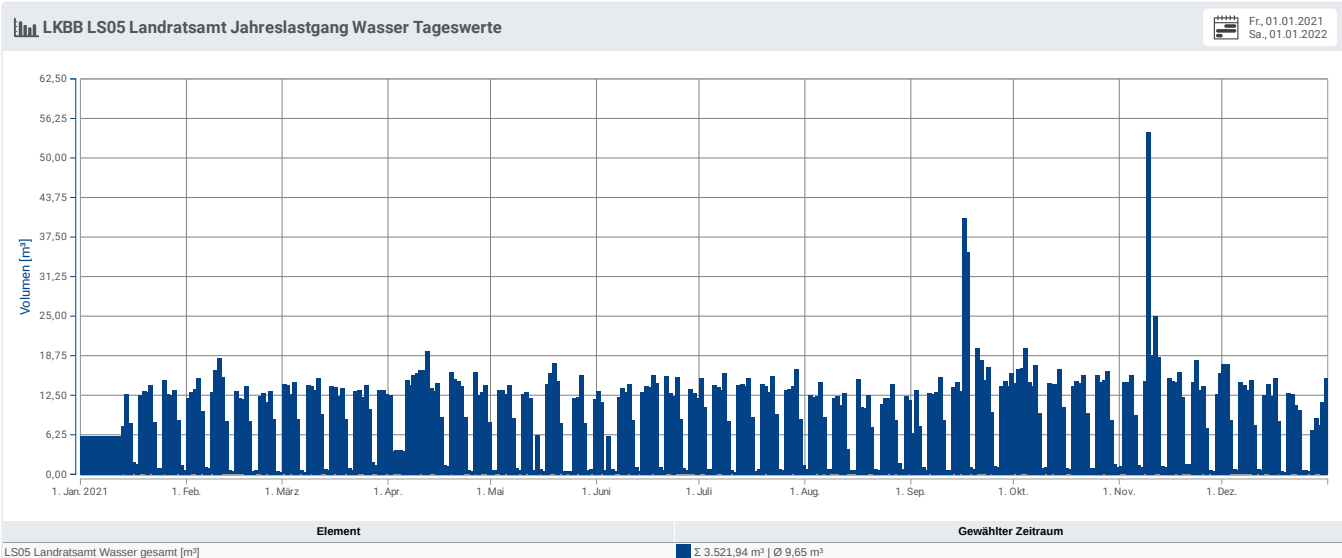 LKBB LS05 Landratsamt Jahreslastgang Wasser Tageswerte
Fr., 01.01.2021
Sa., 01.01.2022
62,50
56,25
50,00
43,75
37,50
31,25
25,00
18,75
12,50
6,25
0,00
Volumen [m³]
1. Jan. 2021 1. Feb. 1. März 1. Apr. 1. Mai 1. Juni 1. Juli 1. Aug. 1. Sep. 1. Okt. 1. Nov. 1. Dez.
Element Gewählter Zeitraum
LS05 Landratsamt Wasser gesamt [m³] Σ 3.521,94 m³ | Ø 9,65 m³